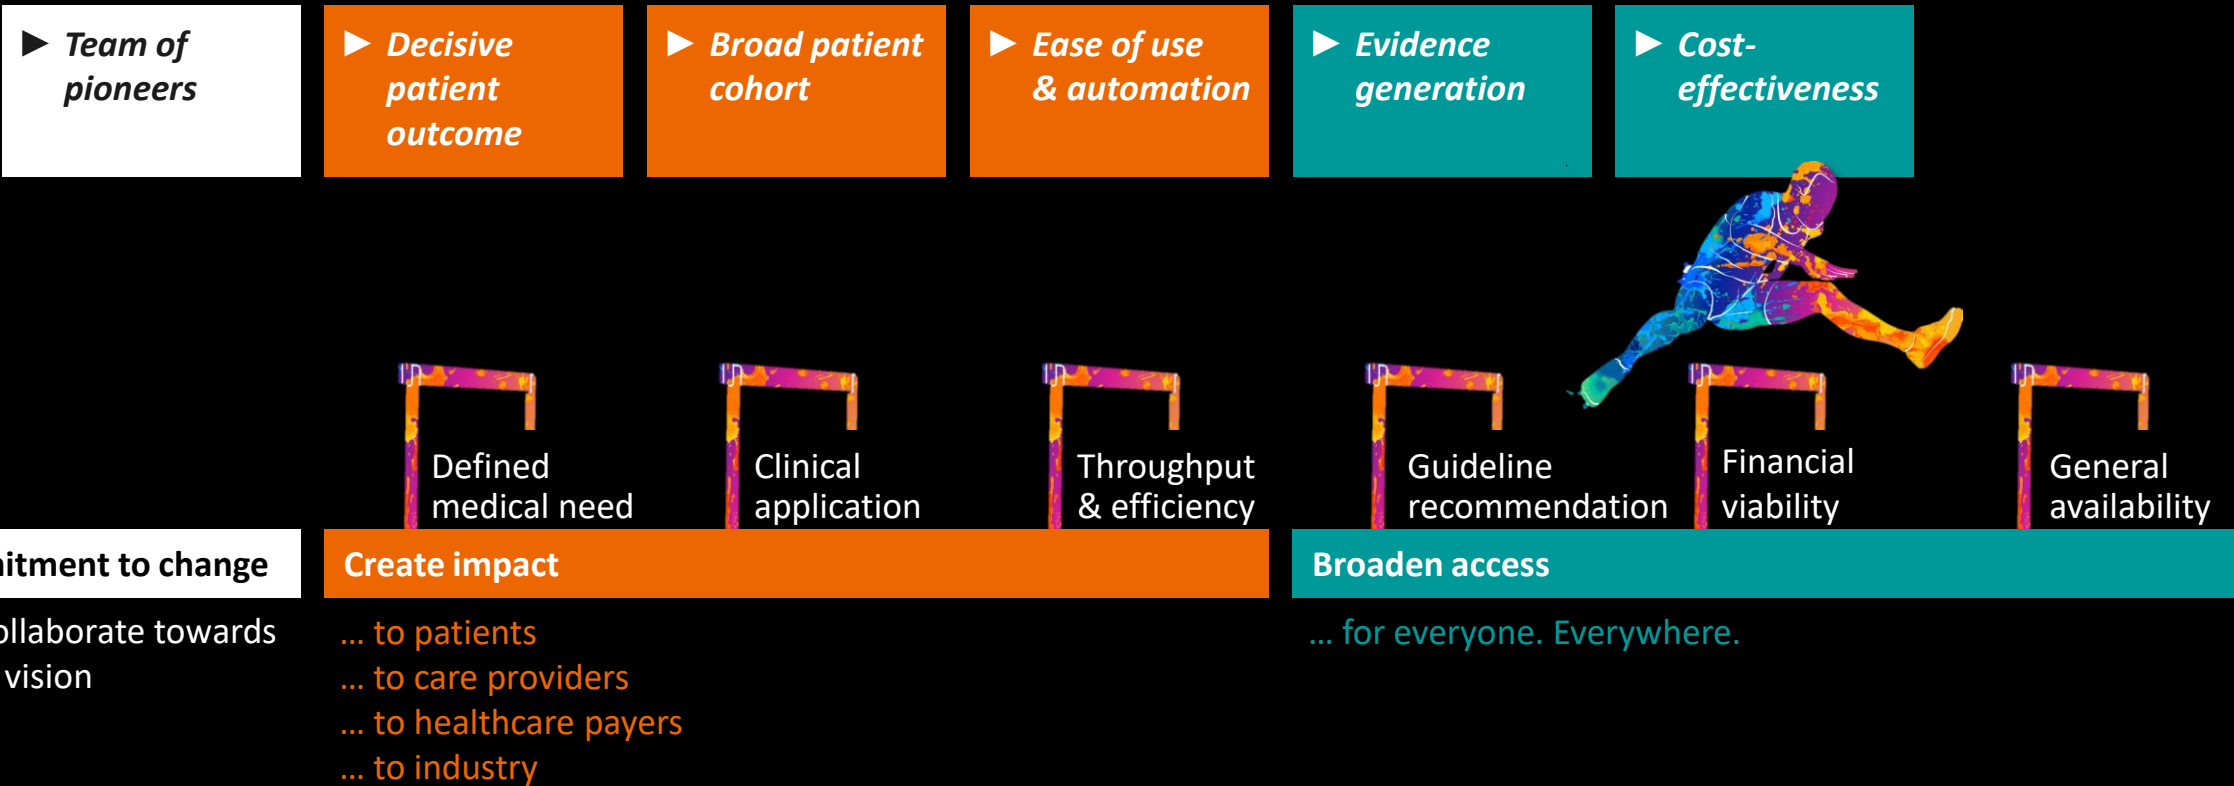 ► Team of
pioneers
► Decisive
patient
outcome
► Broad patient
cohort
► Ease of use
& automation
► Evidence
generation
► Cost-
effectiveness
Defined
medical need
Clinical
application
Throughput
& efficiency
Guideline
recommendation
Financial
viability
General
availability
to change
towards
vision
Create impact
... to patients
... to care providers
... to healthcare payers
... to industry
Broaden access
... for everyone. Everywhere.